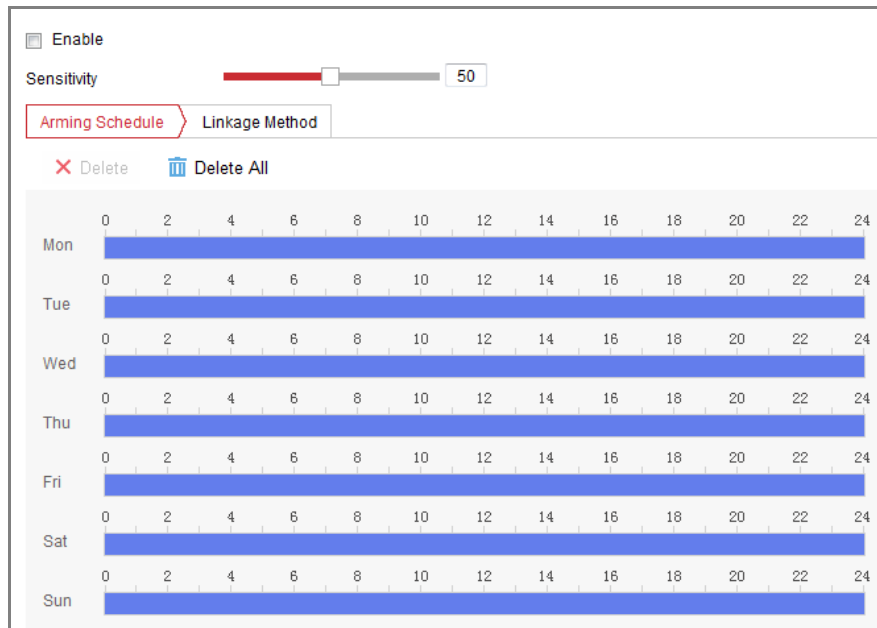 Enable
Sensitivity 50
Arming Schedule Linkage Method
Delete Delete All
0 2 4 6 8 10 12 14 16 18 20 22 24
Mon
0 2 4 6 8 10 12 14 16 18 20 22 24
Tue
0 2 4 6 8 10 12 14 16 18 20 22 24
Wed
0 2 4 6 8 10 12 14 16 18 20 22 24
Thu
0 2 4 6 8 10 12 14 16 18 20 22 24
Fri
0 2 4 6 8 10 12 14 16 18 20 22 24
Sat
0 2 4 6 8 10 12 14 16 18 20 22 24
Sun